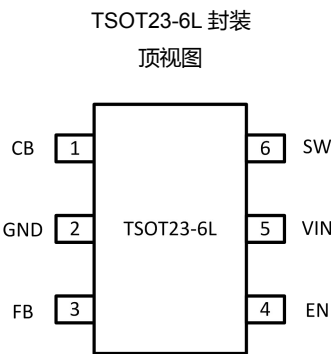 TSOT23-6L 封装
顶视图
CB 1 6 SW
GND 2 TSOT23-6L 5 VIN
FB 3 4 EN